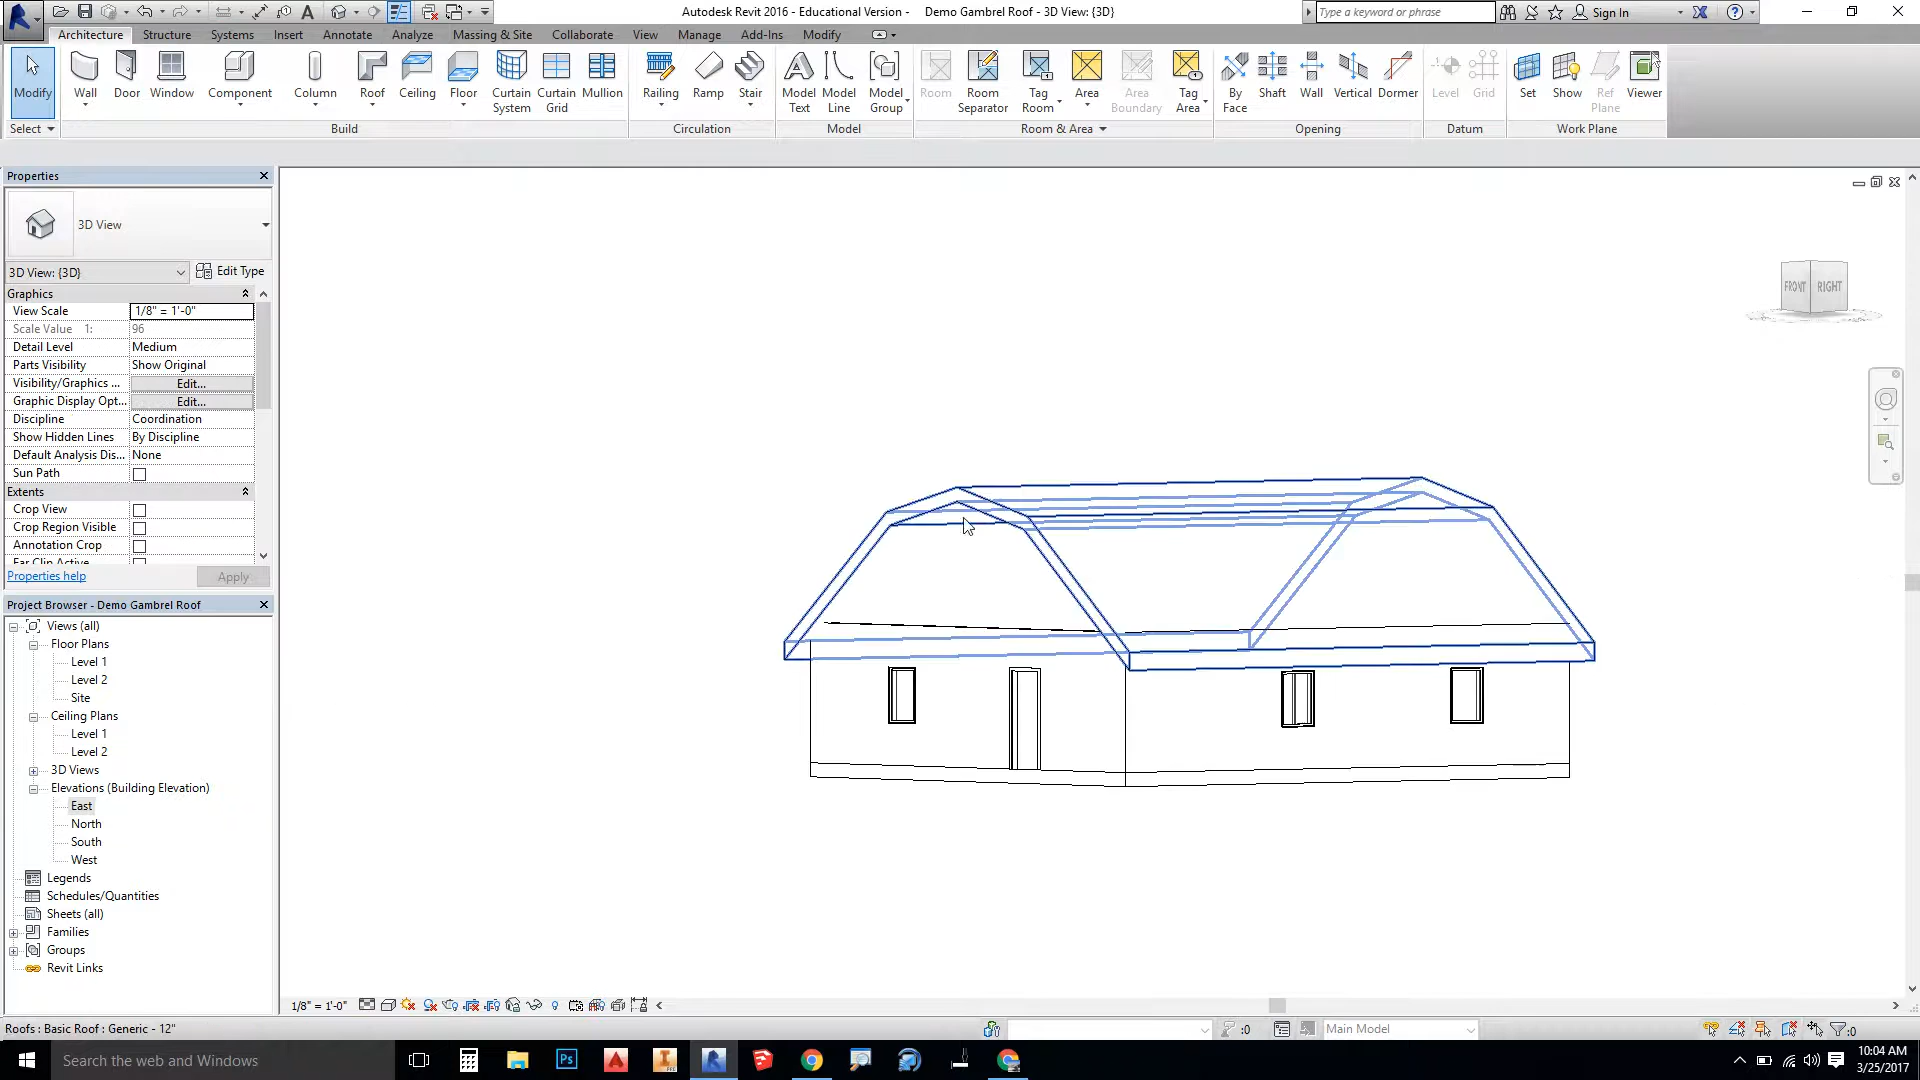 Autodesk Revit 2016 - Educational Version - Demo Gambrel Roof - 3D View: {3D}
Type a keyword or phrase
Sign In
Architecture Structure Systems Insert Annotate Analyze Massing & Site Collaborate View Manage Add-Ins Modify
Modify Wall Door Window Component Column Roof Ceiling Floor Curtain System Curtain Grid Mullion Railing Ramp Stair Model Text Model Line Model Group Room Room Separator Tag Room Area Area Boundary Tag Area By Face Shaft Wall Vertical Dormer Level Grid Set Show Ref Plane Viewer
Select Build Circulation Model Room & Area Opening Datum Work Plane
Properties
3D View
3D View: {3D} Edit Type
Graphics
View Scale 1/8" = 1'-0"
Scale Value 1: 96
Detail Level Medium
Parts Visibility Show Original
Visibility/Graphics ... Edit...
Graphic Display Opt... Edit...
Discipline Coordination
Show Hidden Lines By Discipline
Default Analysis Dis... None
Sun Path
Extents
Crop View
Crop Region Visible
Annotation Crop
Far Clip Active
Properties help Apply
Project Browser - Demo Gambrel Roof
Views (all)
Floor Plans
Level 1
Level 2
Site
Ceiling Plans
Level 1
Level 2
3D Views
Elevations (Building Elevation)
East
North
South
West
Legends
Schedules/Quantities
Sheets (all)
Families
Groups
Revit Links
FRONT RIGHT
1/8" = 1'-0"
Roofs : Basic Roof : Generic - 12"
:0
Main Model
:0
Search the web and Windows
10:04 AM
3/25/2017